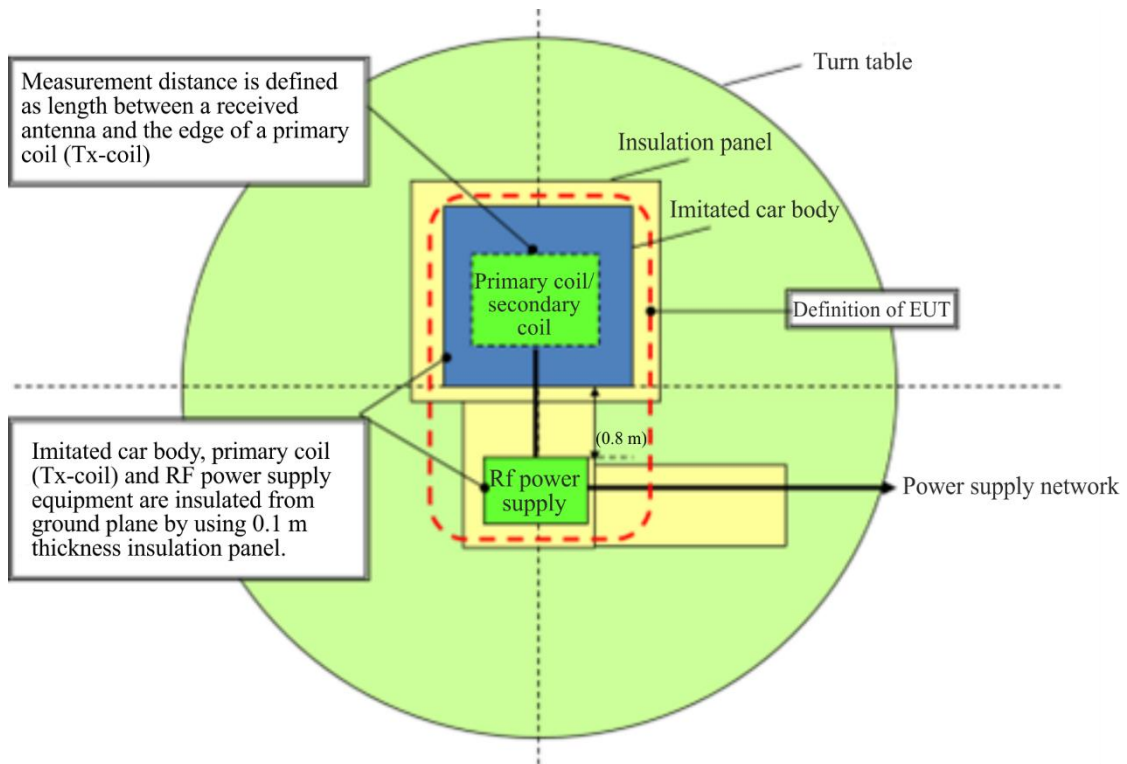 Turn table
Measurement distance is defined
as length between a received
antenna and the edge of a primary
coil (Tx-coil)
Insulation panel
Imitated car body
Primary coil/
secondary
coil
Definition of EUT
(0.8 m)
Imitated car body, primary coil
(Tx-coil) and RF power supply
equipment are insulated from
ground plane by using 0.1 m
thickness insulation panel.
Rf power
supply
Power supply network